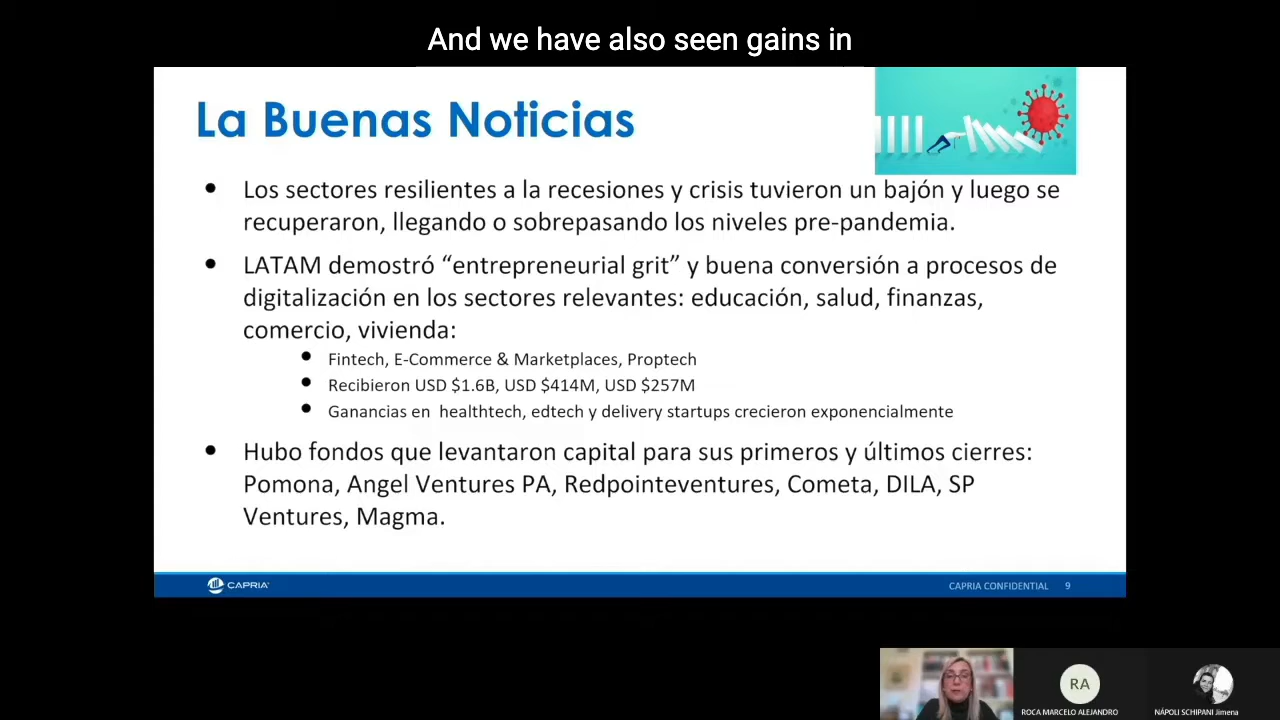 And we have also seen gains in
La Buenas Noticias
• Los sectores resilientes a la recesiones y crisis tuvieron un bajón y luego se
recuperaron, llegando o sobrepasando los niveles pre-pandemia.
• LATAM demostró “entrepreneurial grit” y buena conversión a procesos de
digitalización en los sectores relevantes: educación, salud, finanzas,
comercio, vivienda:
• Fintech, E-Commerce & Marketplaces, Proptech
• Recibieron USD $1.6B, USD $414M, USD $257M
• Ganancias en healthtech, edtech y delivery startups crecieron exponencialmente
• Hubo fondos que levantaron capital para sus primeros y últimos cierres:
Pomona, Angel Ventures PA, Redpointeventures, Cometa, DILA, SP
Ventures, Magma.
CAPRIA
CAPRIA CONFIDENTIAL 9
RA
ROCA MARCELO ALEJANDRO
NÁPOLI SCHIPANI Jimena